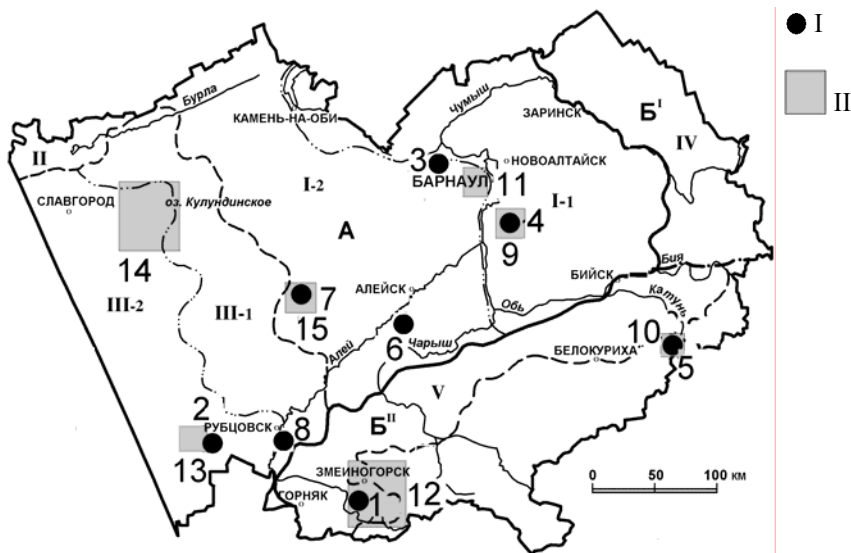 I
II
Бурла
КАМЕНЬ-НА-ОБИ
Чумыш
ЗАРИНСК
Б^I
IV
II
СЛАВГОРОД
оз. Кулундинское
I-2
3
БАРНАУЛ
НОВОАЛТАЙСК
11
I-1
А
4
9
14
III-2
III-1
7
15
АЛЕЙСК
БИЙСК
Бия
Катунь
Обь
6
Чарыш
Алей
10
5
БЕЛОКУРИХА
V
2
РУБЦОВСК
8
13
Б^II
ЗМЕИНОГОРСК
ГОРНЯК
1
12
0 50 100 КМ